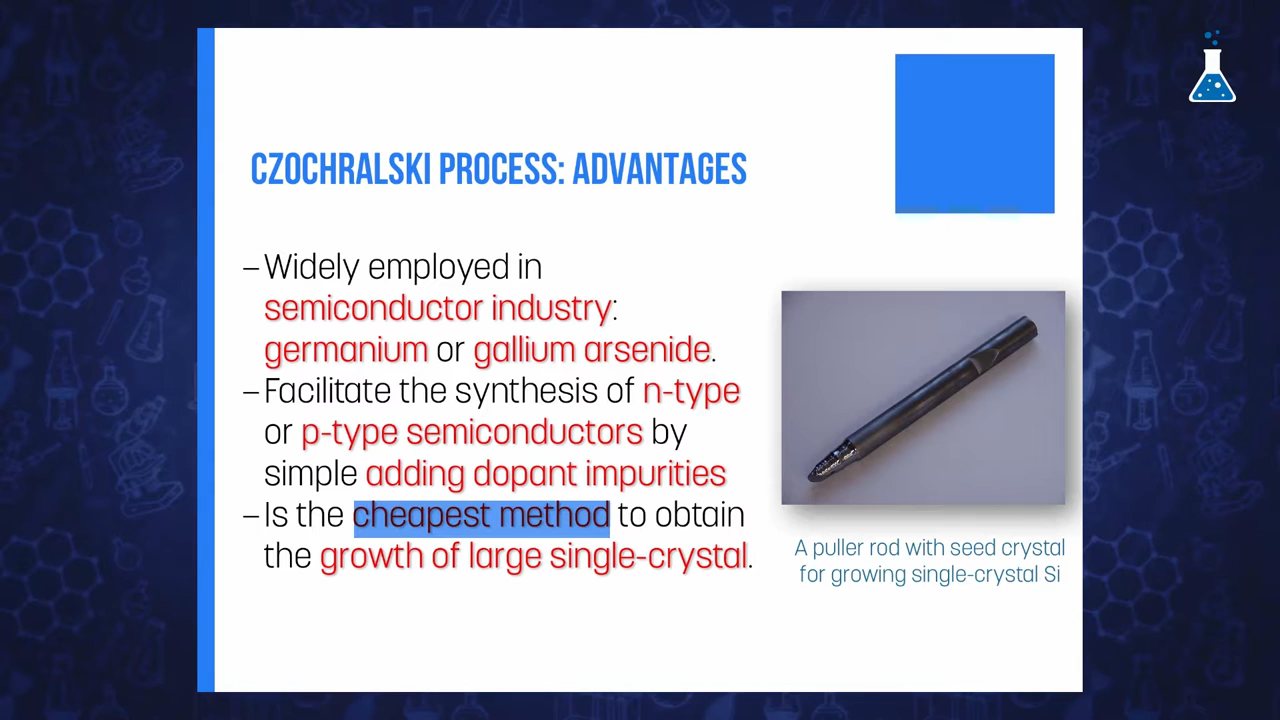 CZOCHRALSKI PROCESS: ADVANTAGES
–Widely employed in
semiconductor industry:
germanium or gallium arsenide.
–Facilitate the synthesis of n-type
or p-type semiconductors by
simple adding dopant impurities
–Is the cheapest method to obtain
the growth of large single-crystal.
A puller rod with seed crystal
for growing single-crystal Si